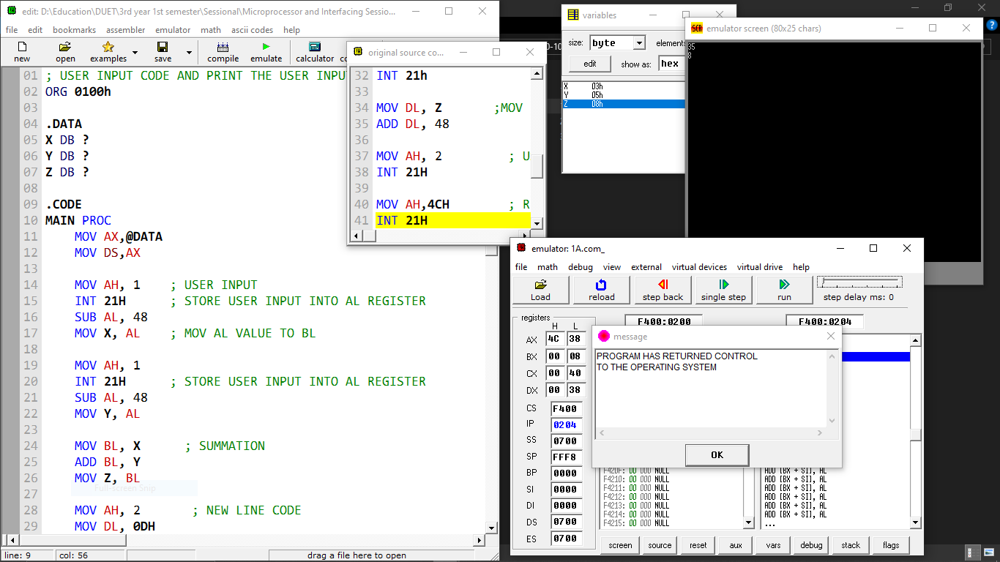 edit: D:\Education\DUET\3rd year 1st semester\Sessional\Microprocessor and Interfacing Sessio...
file edit bookmarks assembler emulator math ascii codes help
new open examples save compile emulate calculator
01 ; USER INPUT CODE AND PRINT THE USER INPU
02 ORG 0100h
03
04 .DATA
05 X DB ?
06 Y DB ?
07 Z DB ?
08
09 .CODE
10 MAIN PROC
11 MOV AX,@DATA
12 MOV DS,AX
13
14 MOV AH, 1 ; USER INPUT
15 INT 21H ; STORE USER INPUT INTO AL REGISTER
16 SUB AL, 48
17 MOV X, AL ; MOV AL VALUE TO BL
18
19 MOV AH, 1
20 INT 21H ; STORE USER INPUT INTO AL REGISTER
21 SUB AL, 48
22 MOV Y, AL
23
24 MOV BL, X ; SUMMATION
25 ADD BL, Y
26 MOV Z, BL
Full-screen Snip
27
28 MOV AH, 2 ; NEW LINE CODE
29 MOV DL, 0DH
line: 9 col: 56 drag a file here to open
original source co...
32 INT 21h
33
34 MOV DL, Z ;MOV
35 ADD DL, 48
36
37 MOV AH, 2 ; U
38 INT 21H
39
40 MOV AH,4CH ; R
41 INT 21H
variables
size: byte elements
edit show as: hex
X 03h
Y 05h
Z 08h
SCR emulator screen (80x25 chars)
35
8
emulator: 1A.com_
file math debug view external virtual devices virtual drive help
Load reload step back single step run step delay ms: 0
registers
H L
F400:0200 F400:0204
AX 4C 38
BX 00 08
CX 00 40
DX 00 38
CS F400
IP 0204
SS 0700
SP FFF8
BP 0000
SI 0000
DI 0000
DS 0700
ES 0700
message
PROGRAM HAS RETURNED CONTROL
TO THE OPERATING SYSTEM
OK
F420F: 00 000 NULL
F4210: 00 000 NULL
F4211: 00 000 NULL
F4212: 00 000 NULL
F4213: 00 000 NULL
F4214: 00 000 NULL
F4215: 00 000 NULL
ADD [BX + SI], AL
ADD [BX + SI], AL
ADD [BX + SI], AL
ADD [BX + SI], AL
ADD [BX + SI], AL
ADD [BX + SI], AL
...
screen source reset aux vars debug stack flags